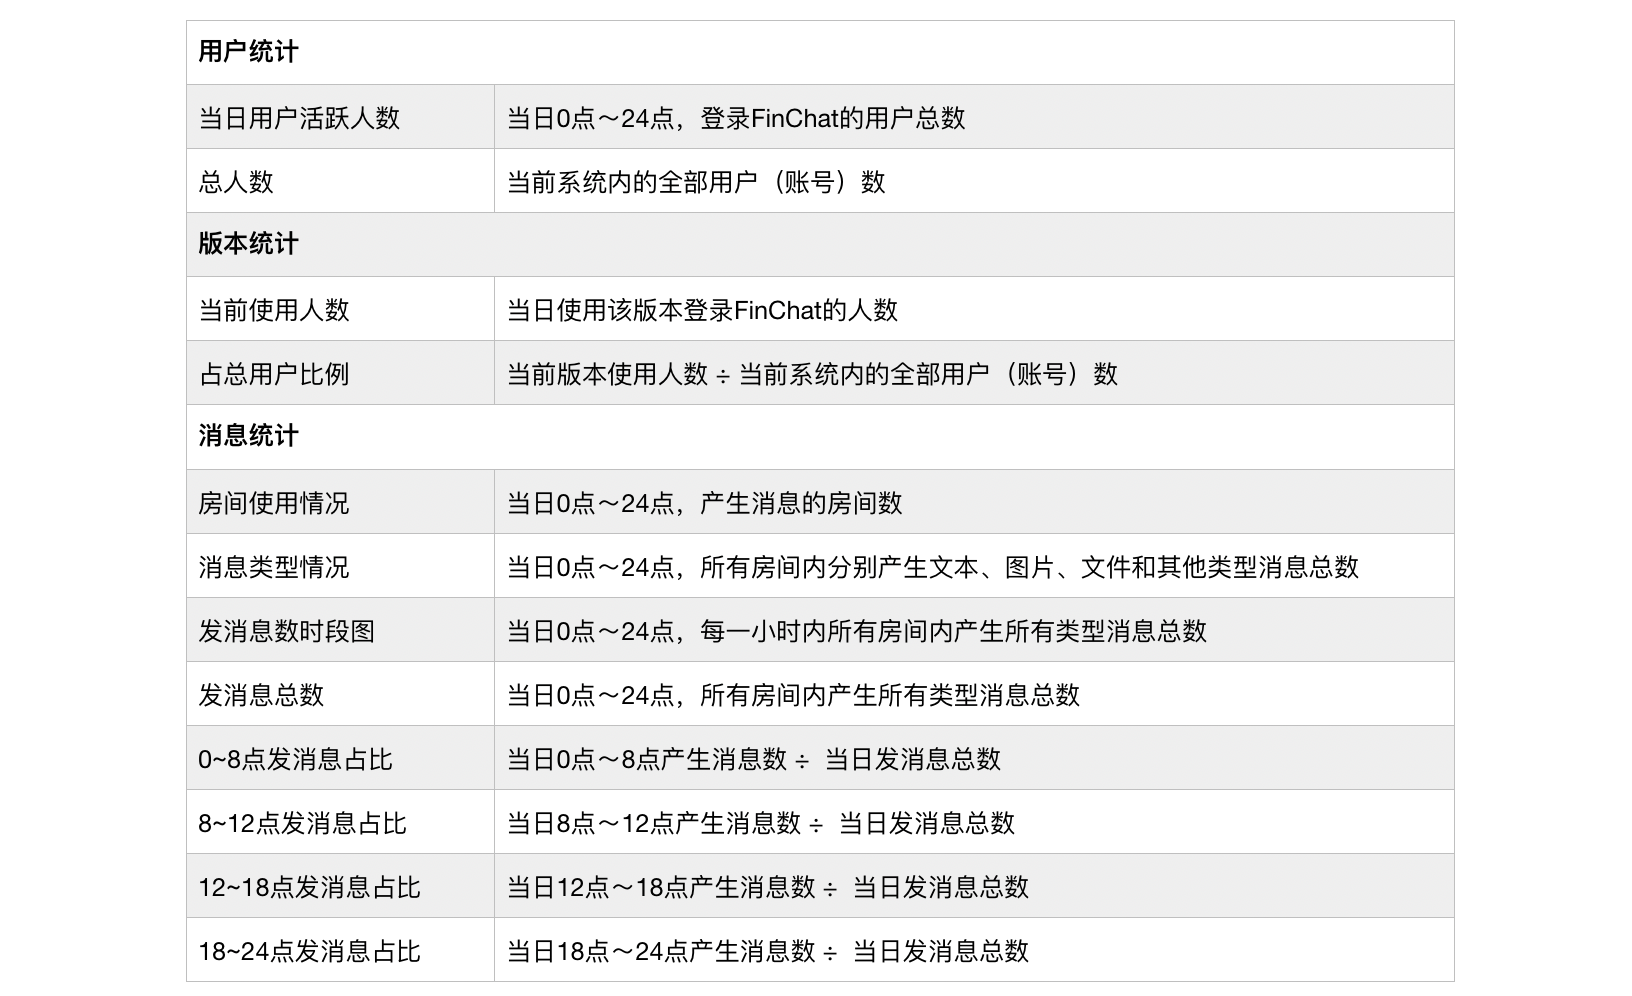 用户统计
当日用户活跃人数 当日0点～24点，登录FinChat的用户总数
总人数 当前系统内的全部用户（账号）数
版本统计
当前使用人数 当日使用该版本登录FinChat的人数
占总用户比例 当前版本使用人数 ÷ 当前系统内的全部用户（账号）数
消息统计
房间使用情况 当日0点～24点，产生消息的房间数
消息类型情况 当日0点～24点，所有房间内分别产生文本、图片、文件和其他类型消息总数
发消息数时段图 当日0点～24点，每一小时内所有房间内产生所有类型消息总数
发消息总数 当日0点～24点，所有房间内产生所有类型消息总数
0~8点发消息占比 当日0点～8点产生消息数 ÷ 当日发消息总数
8~12点发消息占比 当日8点～12点产生消息数 ÷ 当日发消息总数
12~18点发消息占比 当日12点～18点产生消息数 ÷ 当日发消息总数
18~24点发消息占比 当日18点～24点产生消息数 ÷ 当日发消息总数